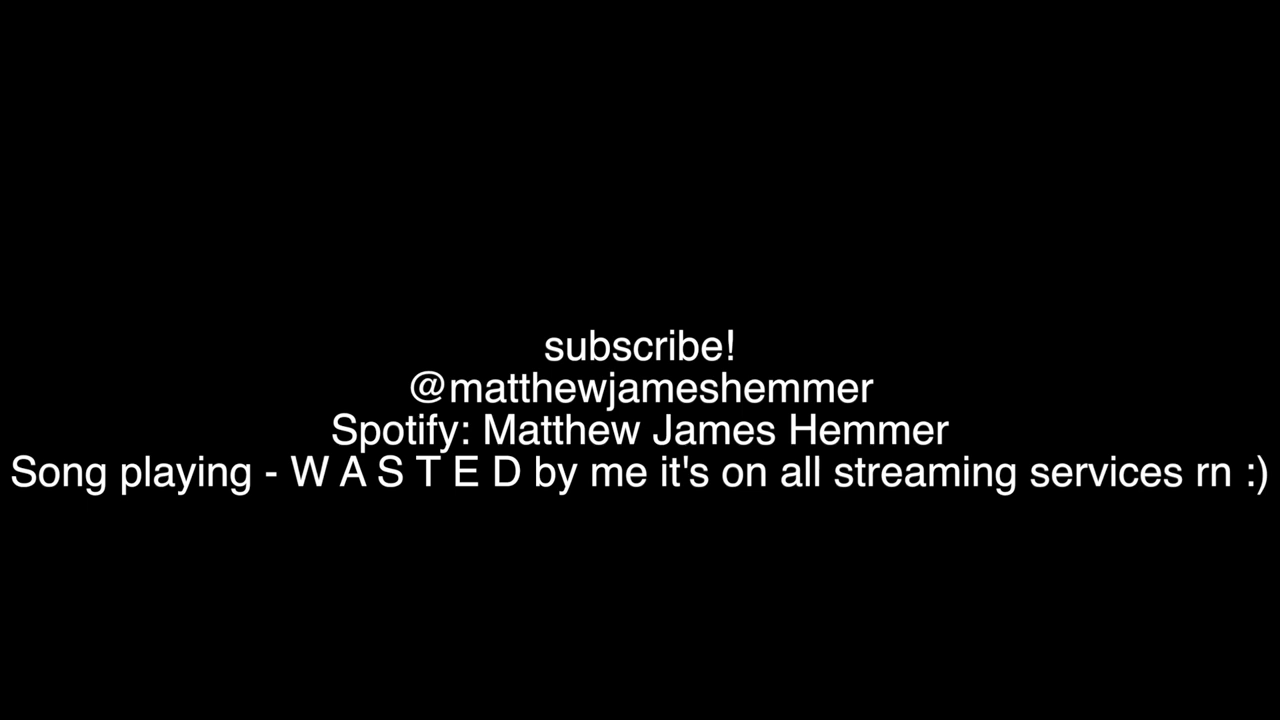 subscribe!
@matthewjameshemmer
Spotify: Matthew James Hemmer
Song playing - W A S T E D by me it's on all streaming services rn :)